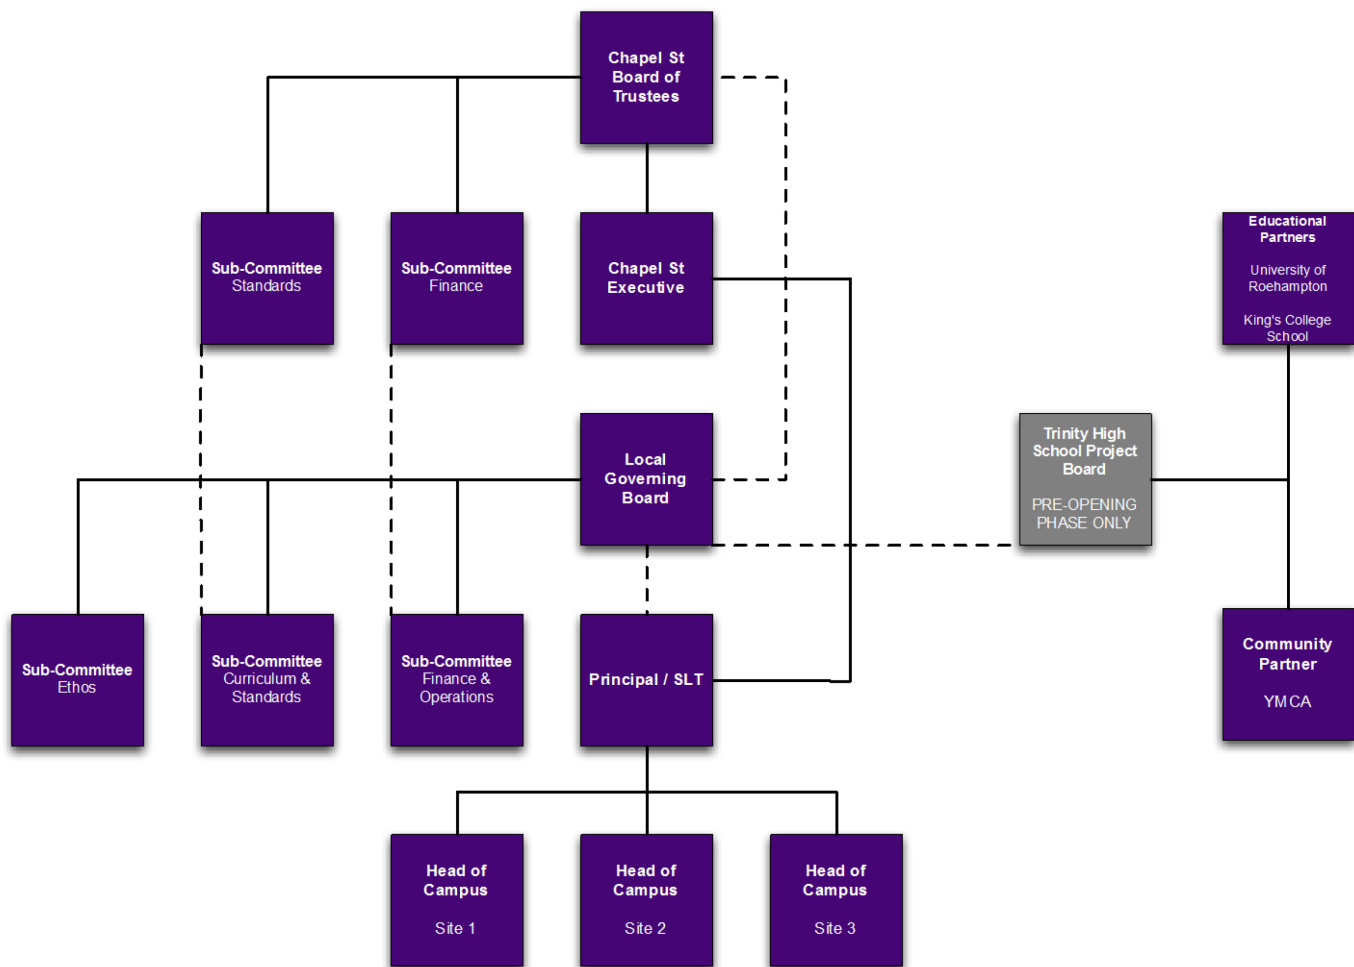 Chapel St
Board of
Trustees
Sub-Committee
Standards
Sub-Committee
Finance
Chapel St
Executive
Educational
Partners
University of
Roehampton
King's College
School
Local
Governing
Board
Trinity High
School Project
Board
PRE-OPENING
PHASE ONLY
Sub-Committee
Ethos
Sub-Committee
Curriculum &
Standards
Sub-Committee
Finance &
Operations
Principal / SLT
Community
Partner
YMCA
Head of
Campus
Site 1
Head of
Campus
Site 2
Head of
Campus
Site 3